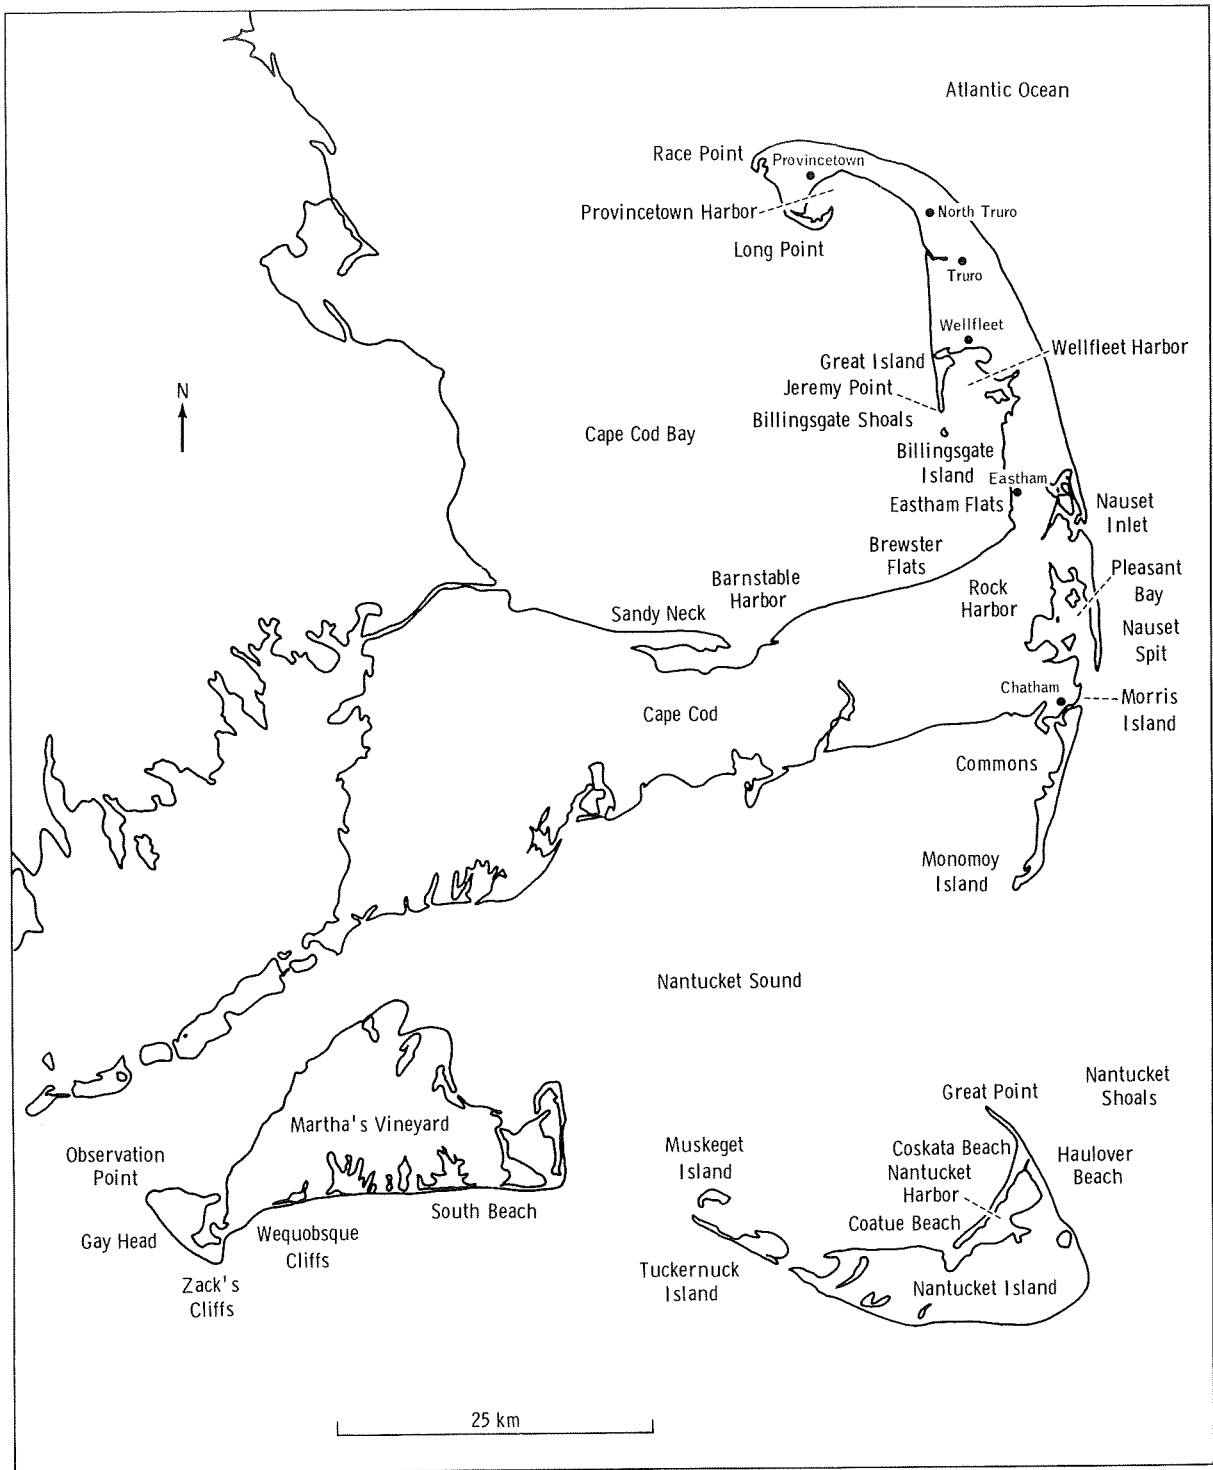 Atlantic Ocean
Race Point
Provincetown
Provincetown Harbor
North Truro
Long Point
Truro
Wellfleet
Wellfleet Harbor
Great Island
Jeremy Point
N
Billingsgate Shoals
Cape Cod Bay
Billingsgate
Island
Eastham
Eastham Flats
Nauset
Inlet
Brewster
Flats
Barnstable
Harbor
Pleasant
Bay
Rock
Harbor
Sandy Neck
Nauset
Spit
Chatham
Morris
Island
Cape Cod
Commons
Monomoy
Island
Nantucket Sound
Nantucket
Shoals
Great Point
Martha's Vineyard
Observation
Point
Muskeget
Island
Coskata Beach
Haulover
Beach
Nantucket
Harbor
South Beach
Coatue Beach
Gay Head
Wequobsque
Cliffs
Zack's
Cliffs
Tuckernuck
Island
Nantucket Island
25 km